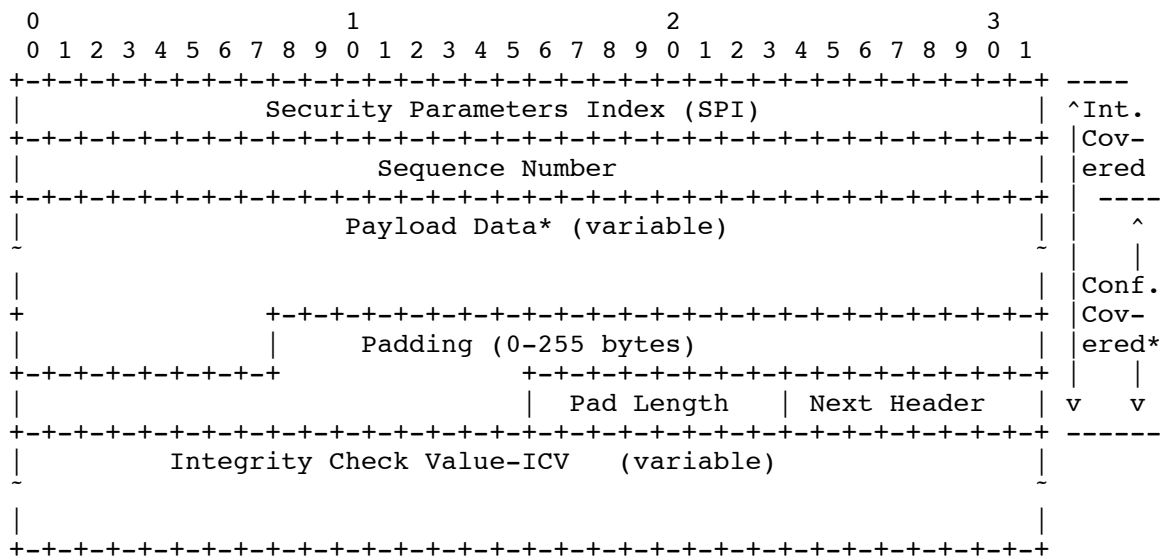 0                   1                   2                   3
 0 1 2 3 4 5 6 7 8 9 0 1 2 3 4 5 6 7 8 9 0 1 2 3 4 5 6 7 8 9 0 1
+-+-+-+-+-+-+-+-+-+-+-+-+-+-+-+-+-+-+-+-+-+-+-+-+-+-+-+-+-+-+-+-+ ----
|               Security Parameters Index (SPI)                 | ^Int.
+-+-+-+-+-+-+-+-+-+-+-+-+-+-+-+-+-+-+-+-+-+-+-+-+-+-+-+-+-+-+-+-+ |Cov-
|                      Sequence Number                          | |ered
+-+-+-+-+-+-+-+-+-+-+-+-+-+-+-+-+-+-+-+-+-+-+-+-+-+-+-+-+-+-+-+-+ | ----
|                    Payload Data* (variable)                   | |   ^
~                                                               ~ |   |
|                                                               | |Conf.
+               +-+-+-+-+-+-+-+-+-+-+-+-+-+-+-+-+-+-+-+-+-+-+-+-+ |Cov-
|               |     Padding (0-255 bytes)                     | |ered*
+-+-+-+-+-+-+-+-+               +-+-+-+-+-+-+-+-+-+-+-+-+-+-+-+-+ |   |
|                               |  Pad Length   | Next Header   | v   v
+-+-+-+-+-+-+-+-+-+-+-+-+-+-+-+-+-+-+-+-+-+-+-+-+-+-+-+-+-+-+-+-+ ------
|         Integrity Check Value-ICV   (variable)                |
~                                                               ~
|                                                               |
+-+-+-+-+-+-+-+-+-+-+-+-+-+-+-+-+-+-+-+-+-+-+-+-+-+-+-+-+-+-+-+-+